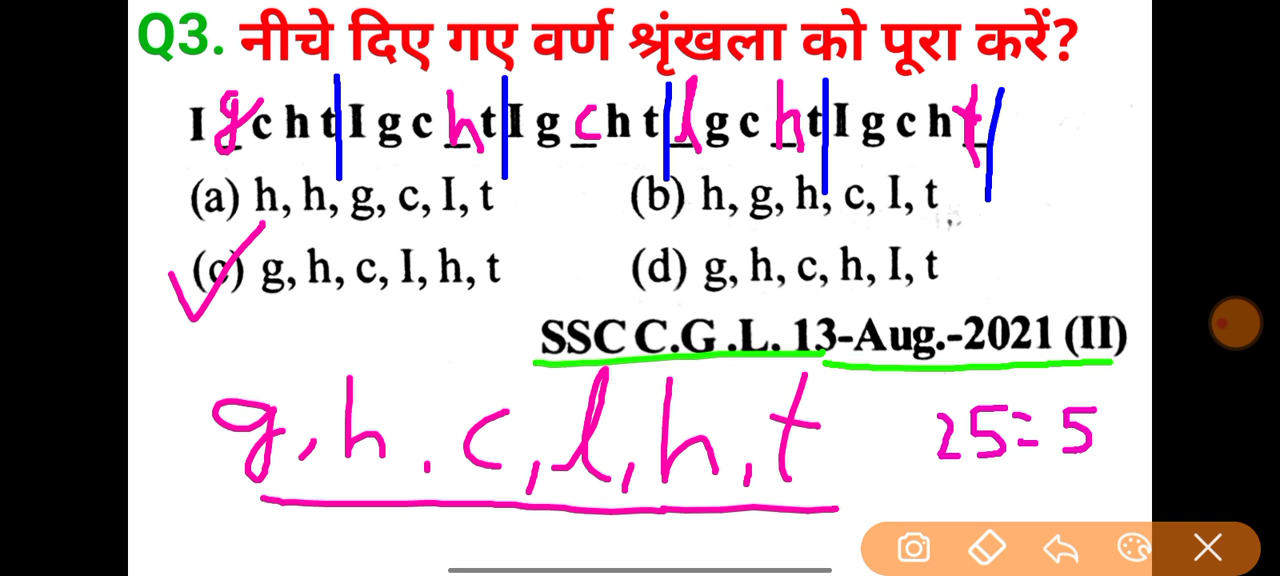 Q3. नीचे दिए गए वर्ण श्रृंखला को पूरा करें?
I g c h t | I g c h t | I g c h t | l g c h t | I g c h t |
(a) h, h, g, c, I, t (b) h, g, h, c, I, t
(c) g, h, c, I, h, t (d) g, h, c, h, I, t
SSC C.G.L. 13-Aug.-2021 (II)
g, h, c, l, h, t 25=5